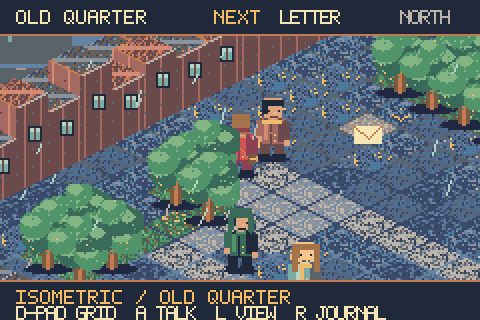 OLD QUARTER NEXT LETTER NORTH
ISOMETRIC / OLD QUARTER
D-PAD GRID A TALK L VIEW R JOURNAL